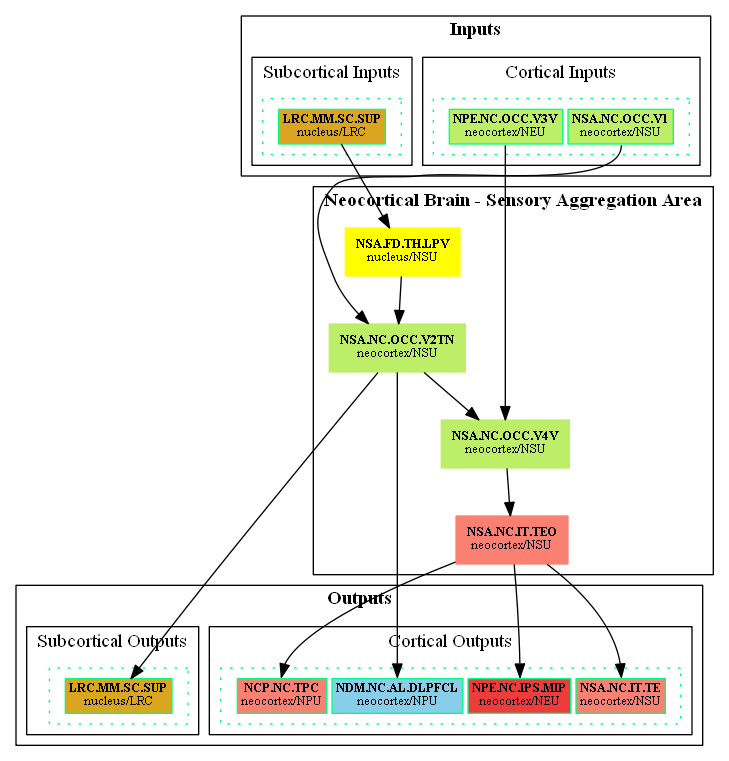 Inputs
Subcortical Inputs
Cortical Inputs
LRC.MM.SC.SUP
nucleus/LRC
NPE.NC.OCC.V3V
neocortex/NEU
NSA.NC.OCC.V1
neocortex/NSU
Neocortical Brain - Sensory Aggregation Area
NSA.FD.TH.LPV
nucleus/NSU
NSA.NC.OCC.V2TN
neocortex/NSU
NSA.NC.OCC.V4V
neocortex/NSU
NSA.NC.IT.TEO
neocortex/NSU
Outputs
Subcortical Outputs
Cortical Outputs
LRC.MM.SC.SUP
nucleus/LRC
NCP.NC.TPC
neocortex/NPU
NDM.NC.AL.DLPFCL
neocortex/NPU
NPE.NC.IPS.MIP
neocortex/NEU
NSA.NC.IT.TE
neocortex/NSU